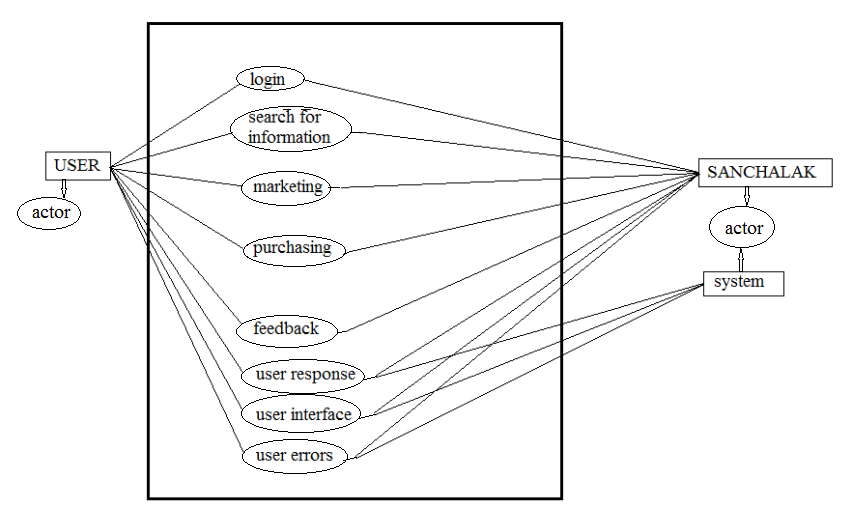 login
search for
information
USER
SANCHALAK
marketing
actor
actor
purchasing
system
feedback
user response
user interface
user errors